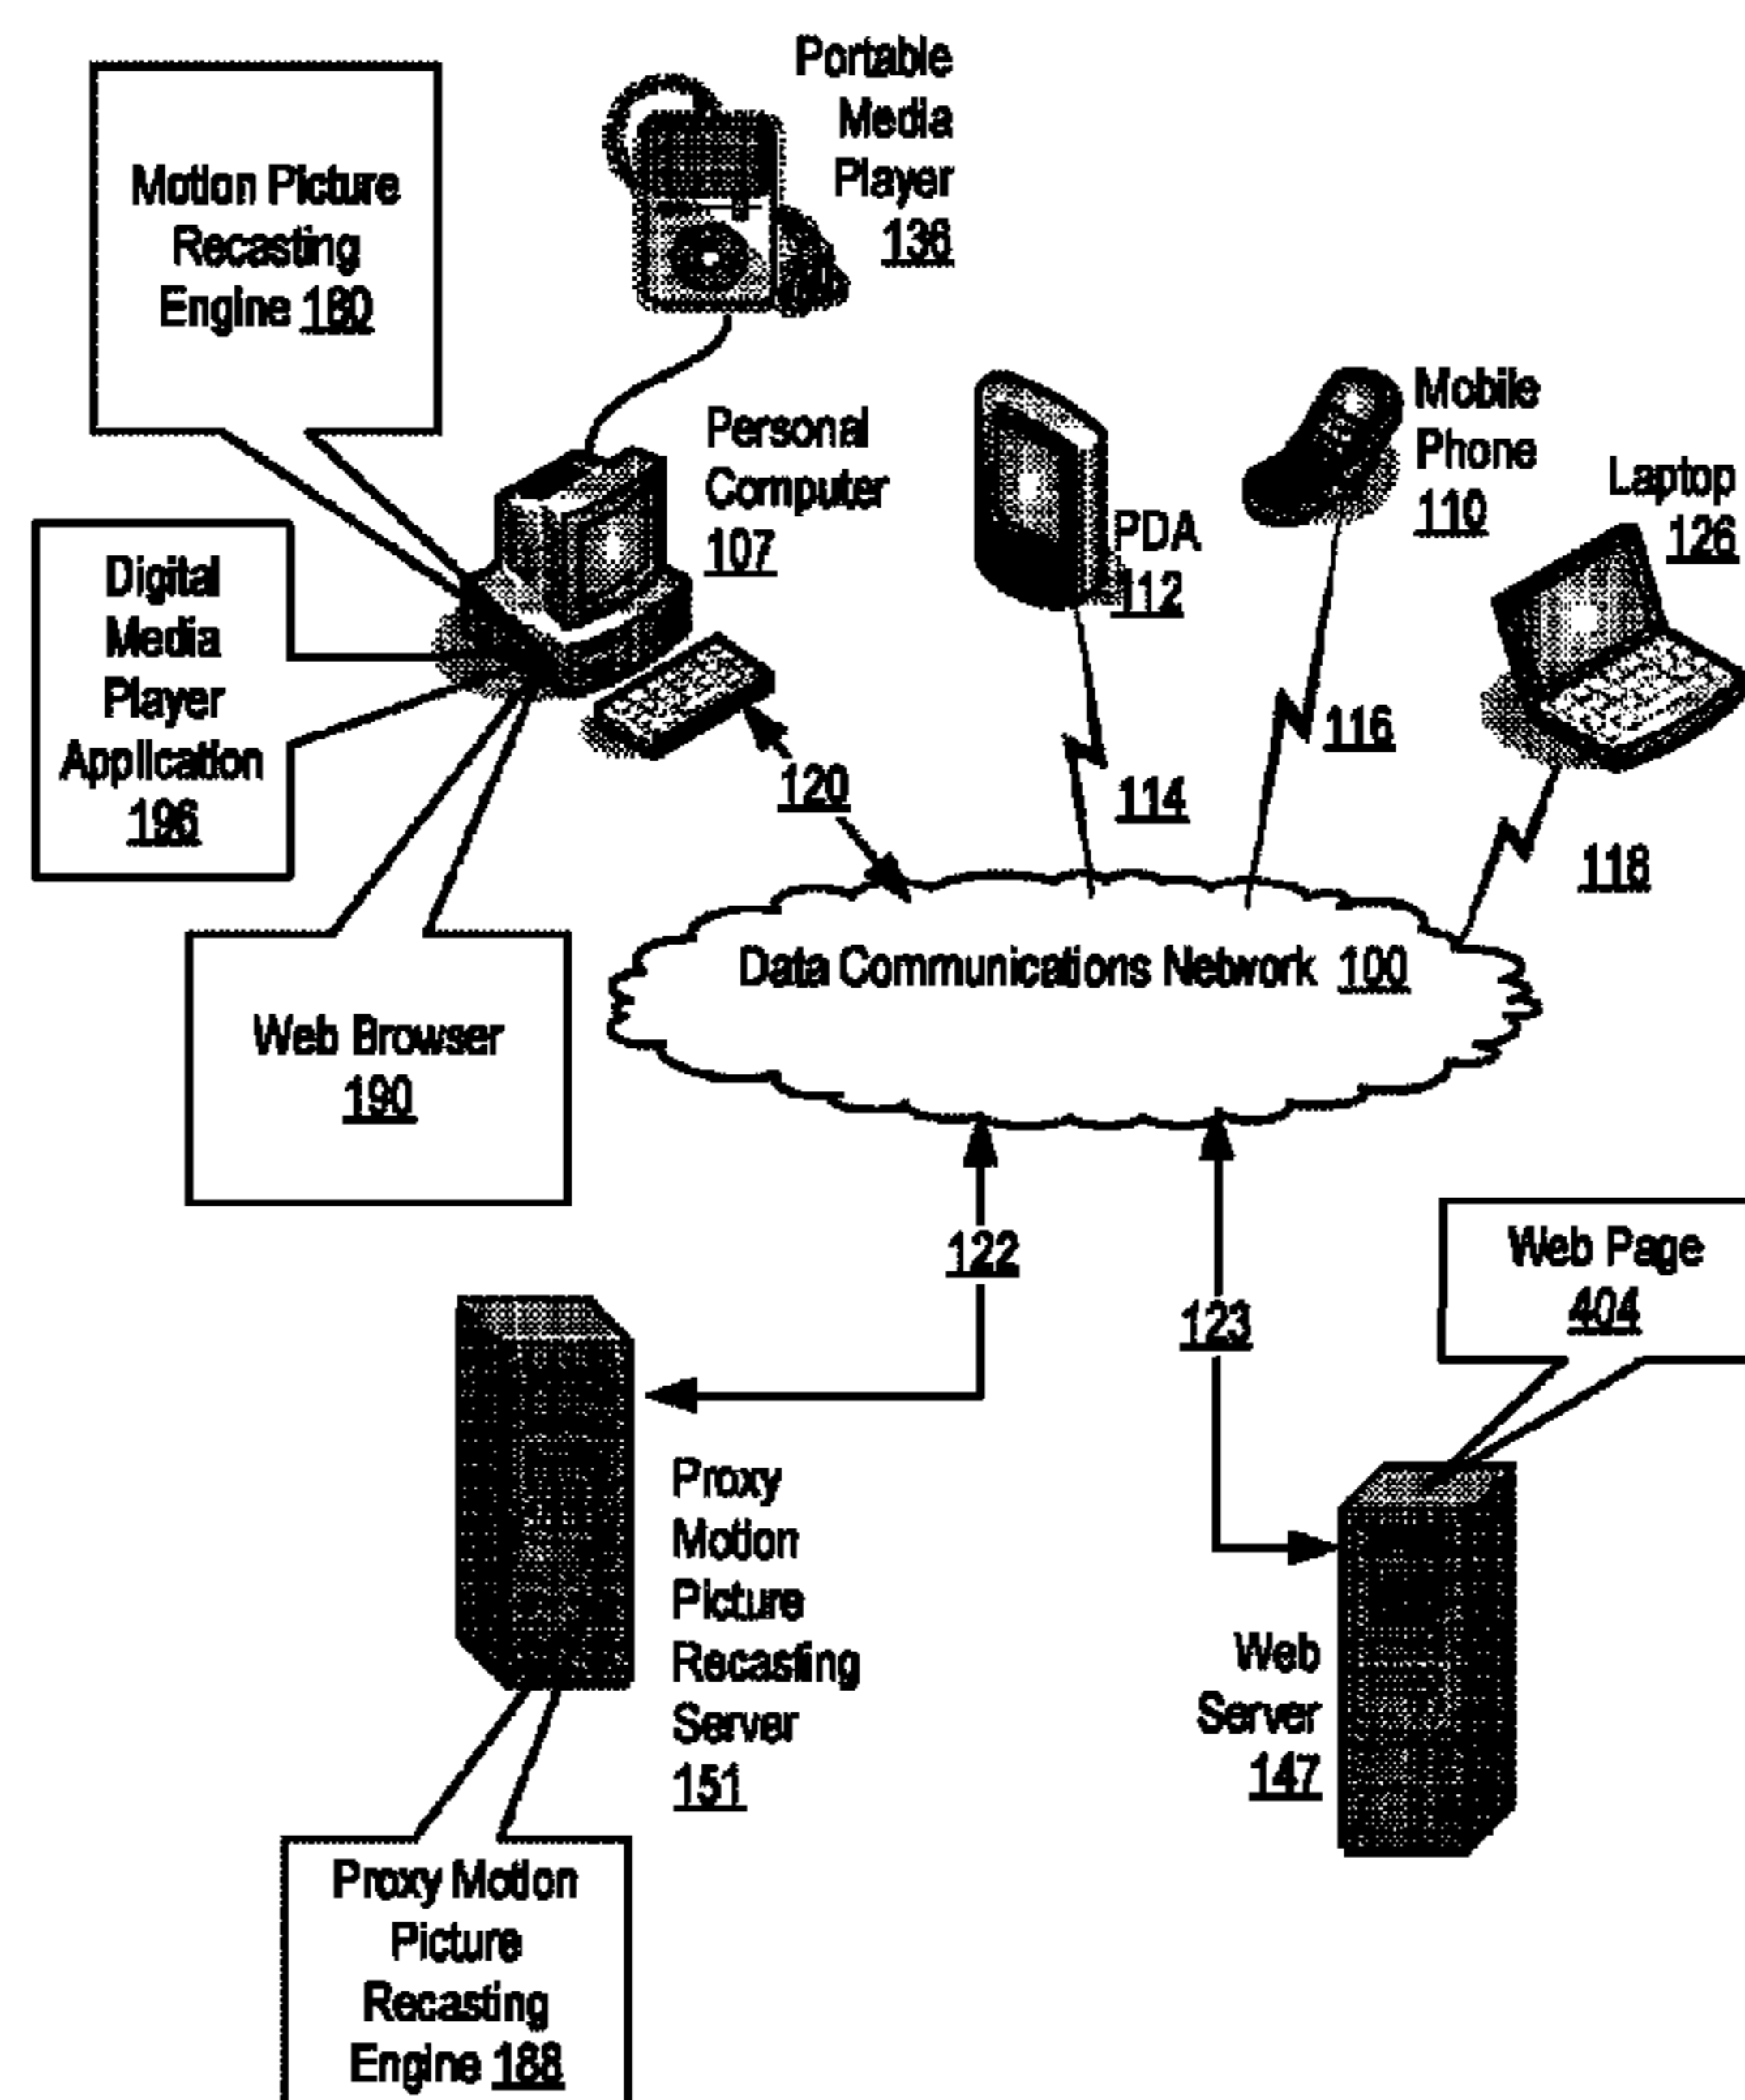 Portable
Media
Player
136
Motion Picture
Recasting
Engine 180
Personal
Computer
107
Mobile
Phone
110
Laptop
126
PDA
112
Digital
Media
Player
Application
196
120
114
116
118
Data Communications Network 100
Web Browser
190
122
123
Web Page
404
Proxy
Motion
Picture
Recasting
Server
151
Web
Server
147
Proxy Motion
Picture
Recasting
Engine 188